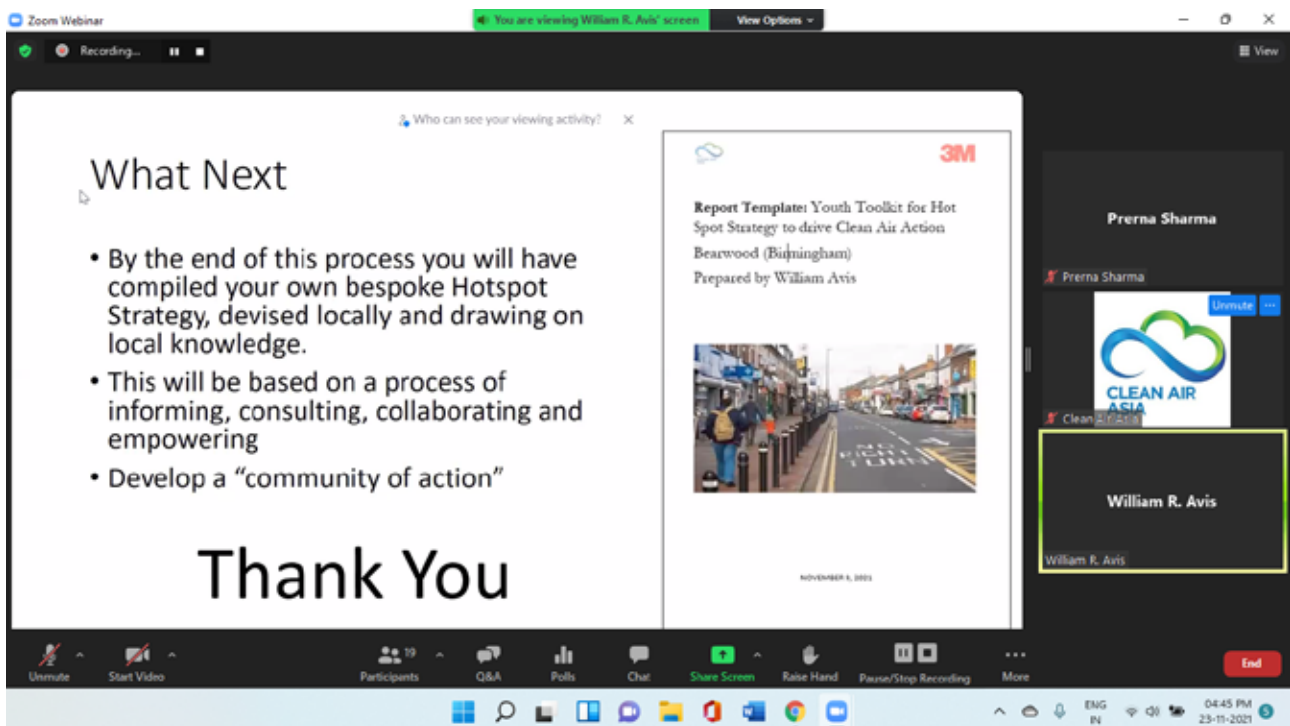 Zoom Webinar
You are viewing William R. Avis' screen
View Options
Recording...
View
Who can see your viewing activity?
What Next
• By the end of this process you will have
compiled your own bespoke Hotspot
Strategy, devised locally and drawing on
local knowledge.
• This will be based on a process of
informing, consulting, collaborating and
empowering
• Develop a “community of action”
Thank You
3M
Report Template: Youth Toolkit for Hot
Spot Strategy to drive Clean Air Action
Bearwood (Birmingham)
Prepared by William Avis
NO
RIGHT
TURN
Prerna Sharma
Prerna Sharma
Unmute
CLEAN AIR
ASIA
Clean Air Asia
William R. Avis
William R. Avis
Unmute
Start Video
19
Participants
Q&A
Polls
Chat
Share Screen
Raise Hand
Pause/Stop Recording
More
End
ENG
IN
04:45 PM
23-11-2021